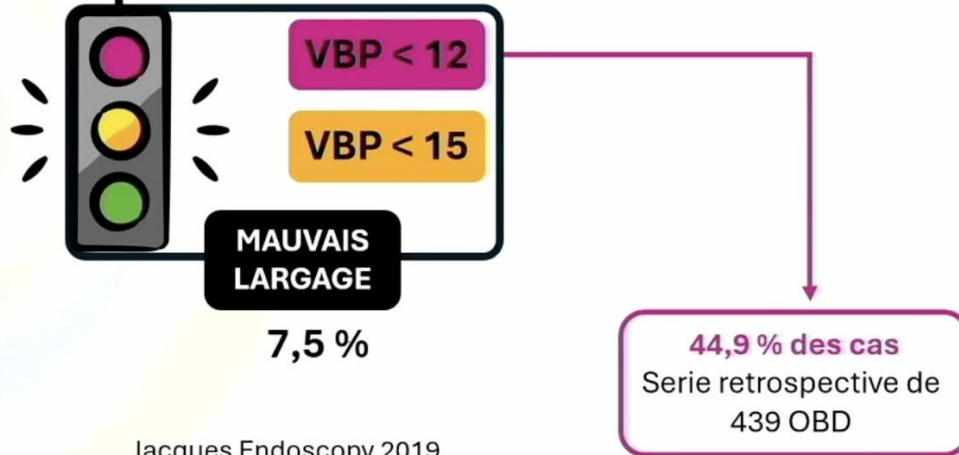 VBP < 12
VBP < 15
MAUVAIS
LARGAGE
7,5 %
44,9 % des cas
Serie retrospective de
439 OBD
Jacques Endoscopy 2019